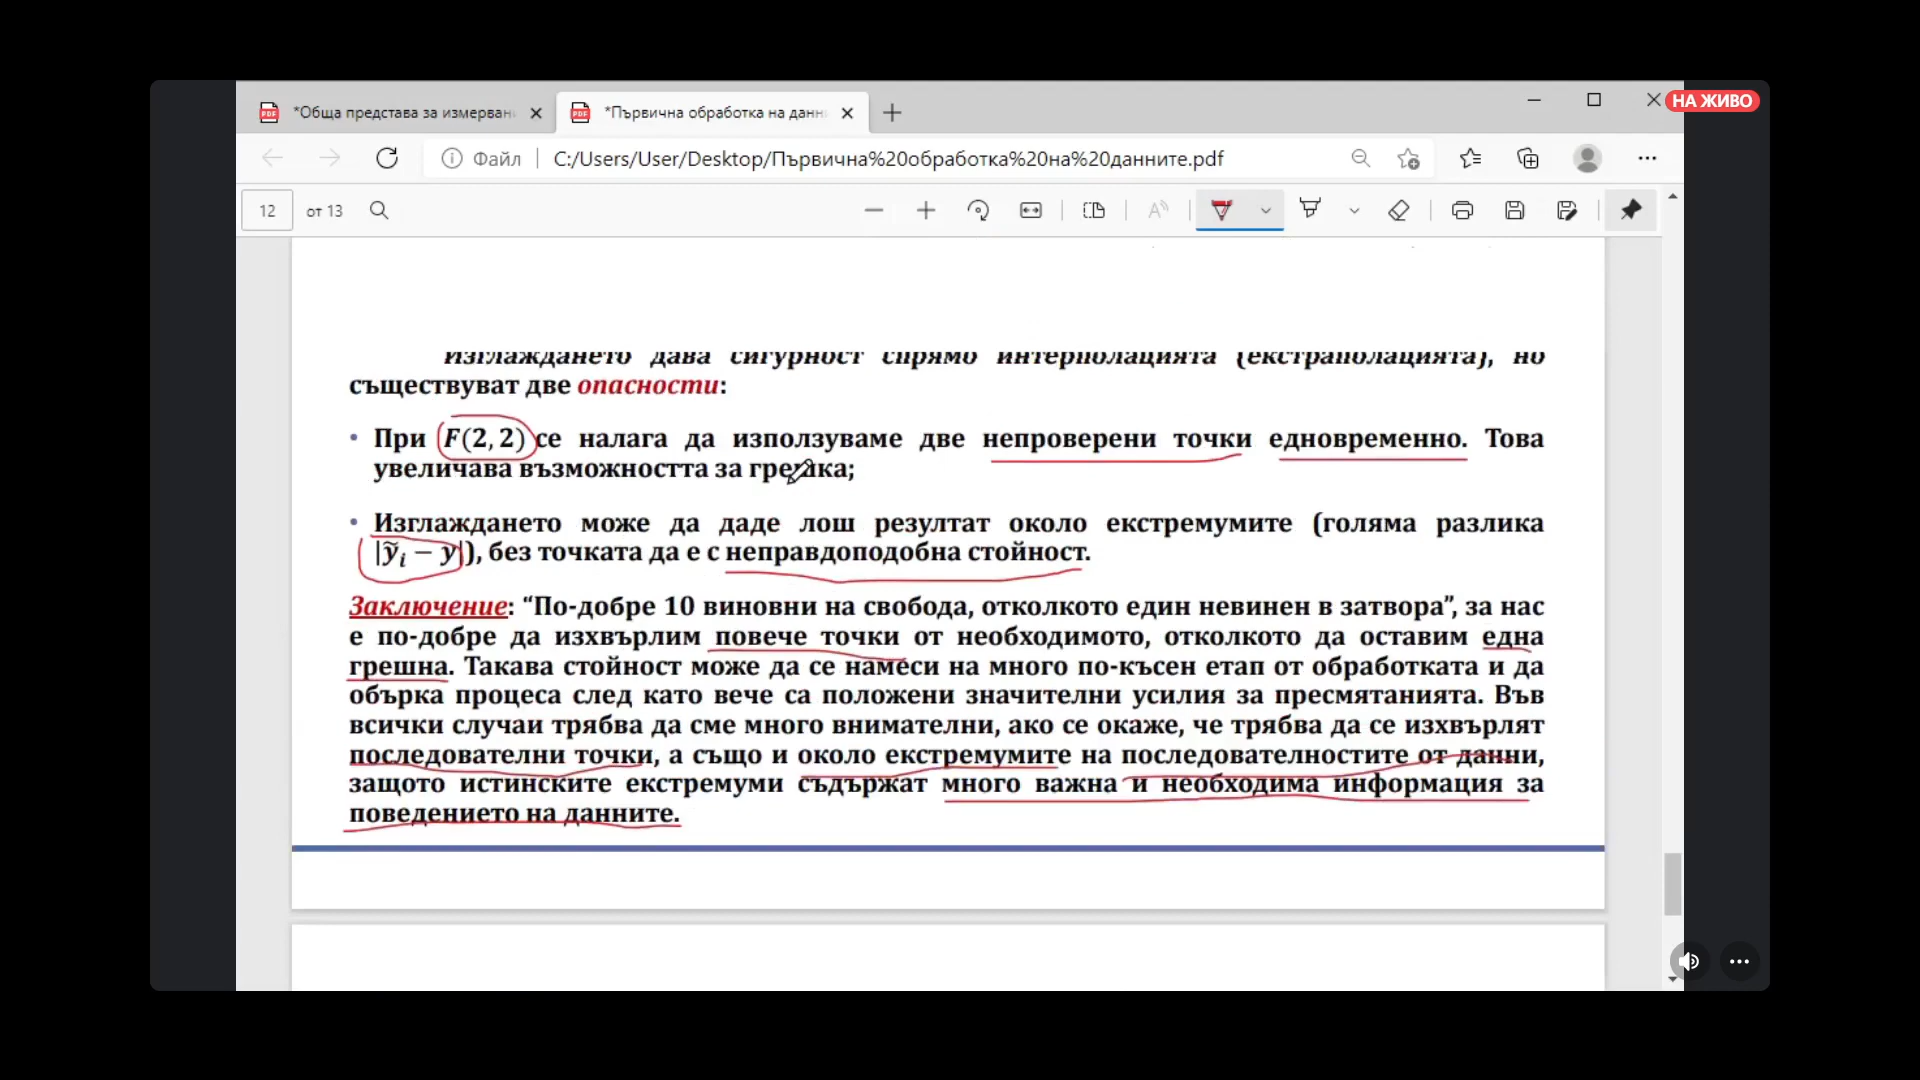 *Обща представа за измерван
*Първична обработка на данн
НА ЖИВО
Файл
C:/Users/User/Desktop/Първична%20обработка%20на%20данните.pdf
12
от 13
Изглаждането дава сигурност спрямо интерполацията (екстраполацията), но
съществуват две опасности:
• При F(2,2) се налага да използуваме две непроверени точки едновременно. Това
увеличава възможността за грешка;
• Изглаждането може да даде лош резултат около екстремумите (голяма разлика
|ỹᵢ − y|), без точката да е с неправдоподобна стойност.
Заключение: “По-добре 10 виновни на свобода, отколкото един невинен в затвора”, за нас
е по-добре да изхвърлим повече точки от необходимото, отколкото да оставим една
грешна. Такава стойност може да се намеси на много по-късен етап от обработката и да
обърка процеса след като вече са положени значителни усилия за пресмятанията. Във
всички случаи трябва да сме много внимателни, ако се окаже, че трябва да се изхвърлят
последователни точки, а също и около екстремумите на последователностите от данни,
защото истинските екстремуми съдържат много важна и необходима информация за
поведението на данните.